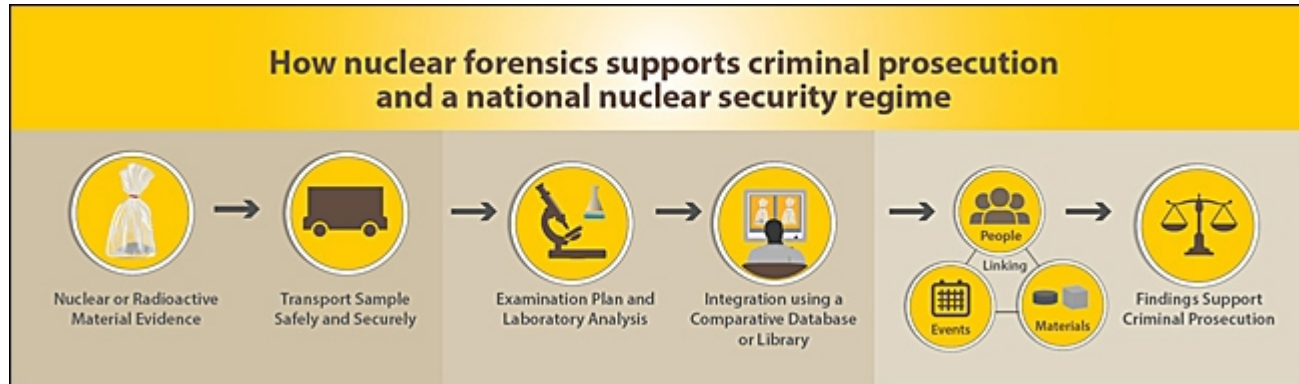 How nuclear forensics supports criminal prosecution
and a national nuclear security regime
Nuclear or Radioactive
Material Evidence
Transport Sample
Safely and Securely
Examination Plan and
Laboratory Analysis
Integration using a
Comparative Database
or Library
People
Linking
Events
Materials
Findings Support
Criminal Prosecution